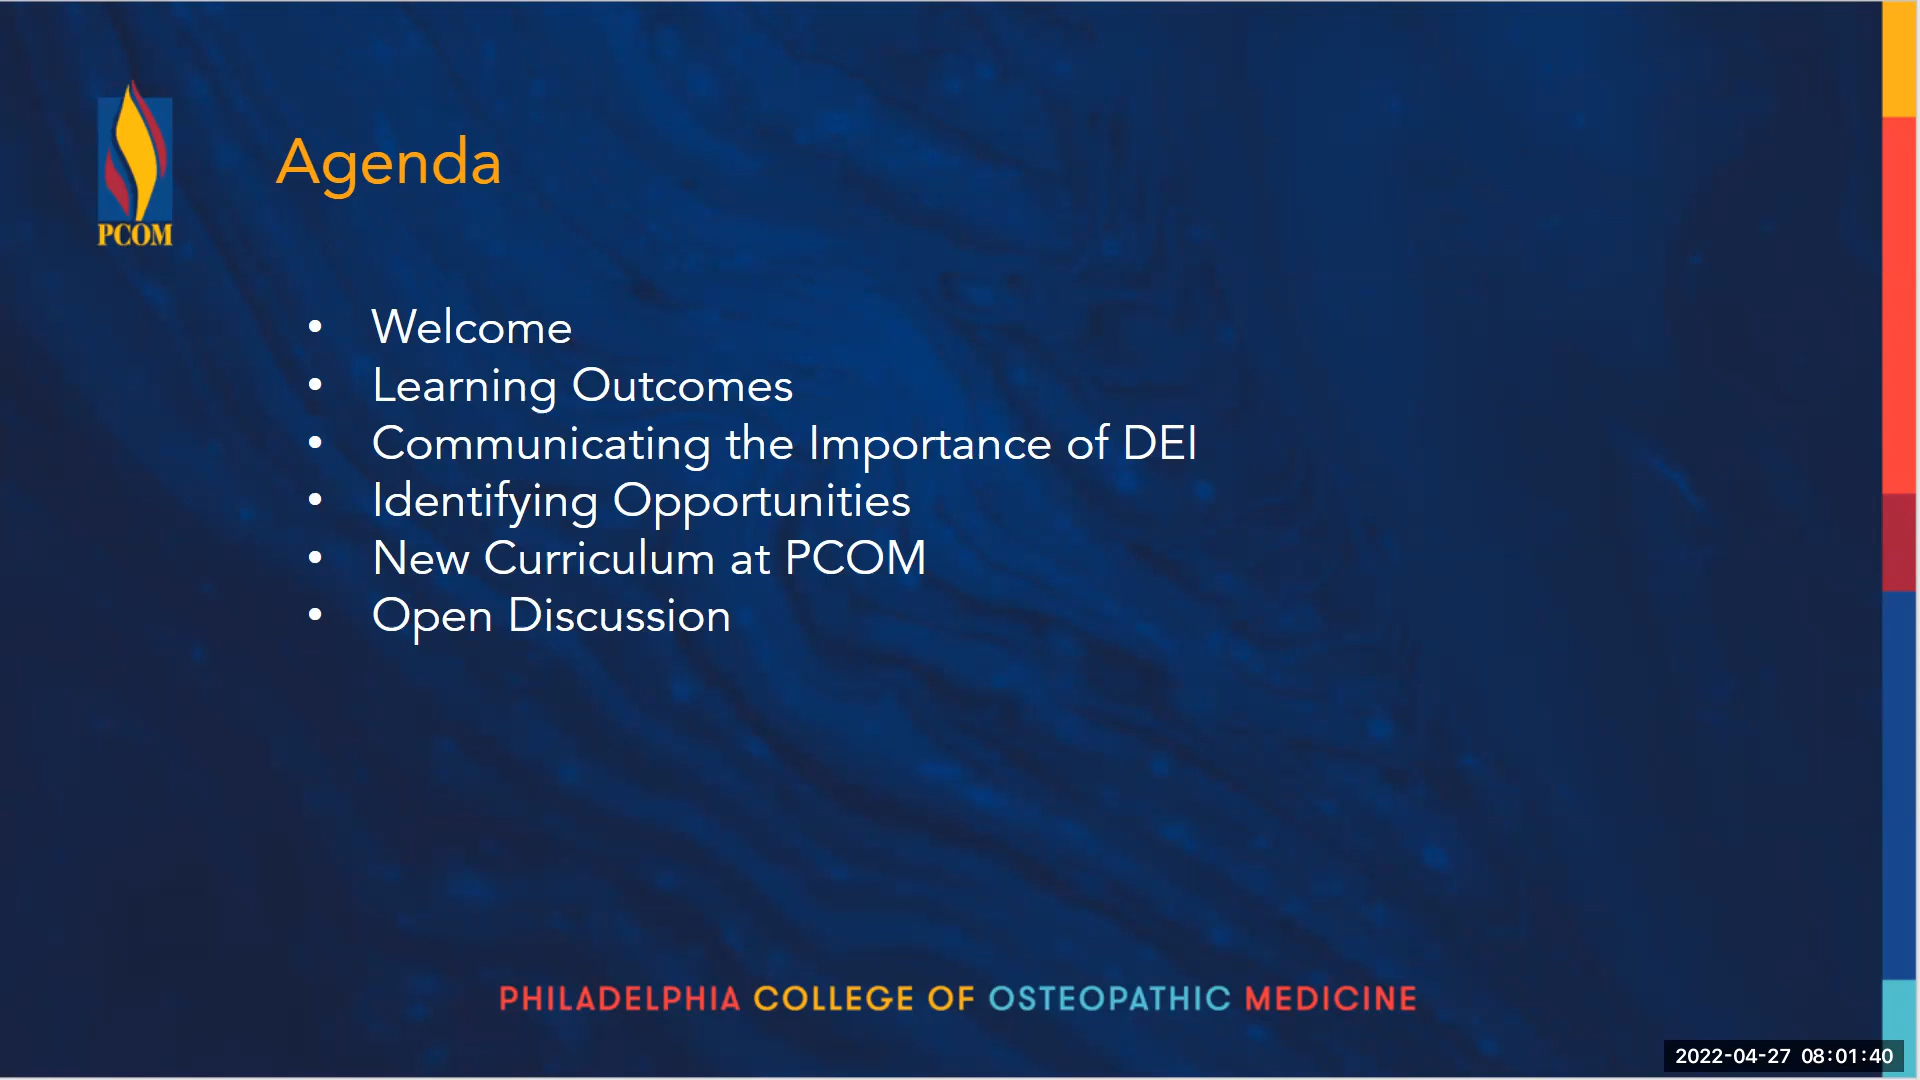 PCOM
Agenda
• Welcome
• Learning Outcomes
• Communicating the Importance of DEI
• Identifying Opportunities
• New Curriculum at PCOM
• Open Discussion
PHILADELPHIA COLLEGE OF OSTEOPATHIC MEDICINE
2022-04-27 08:01:40